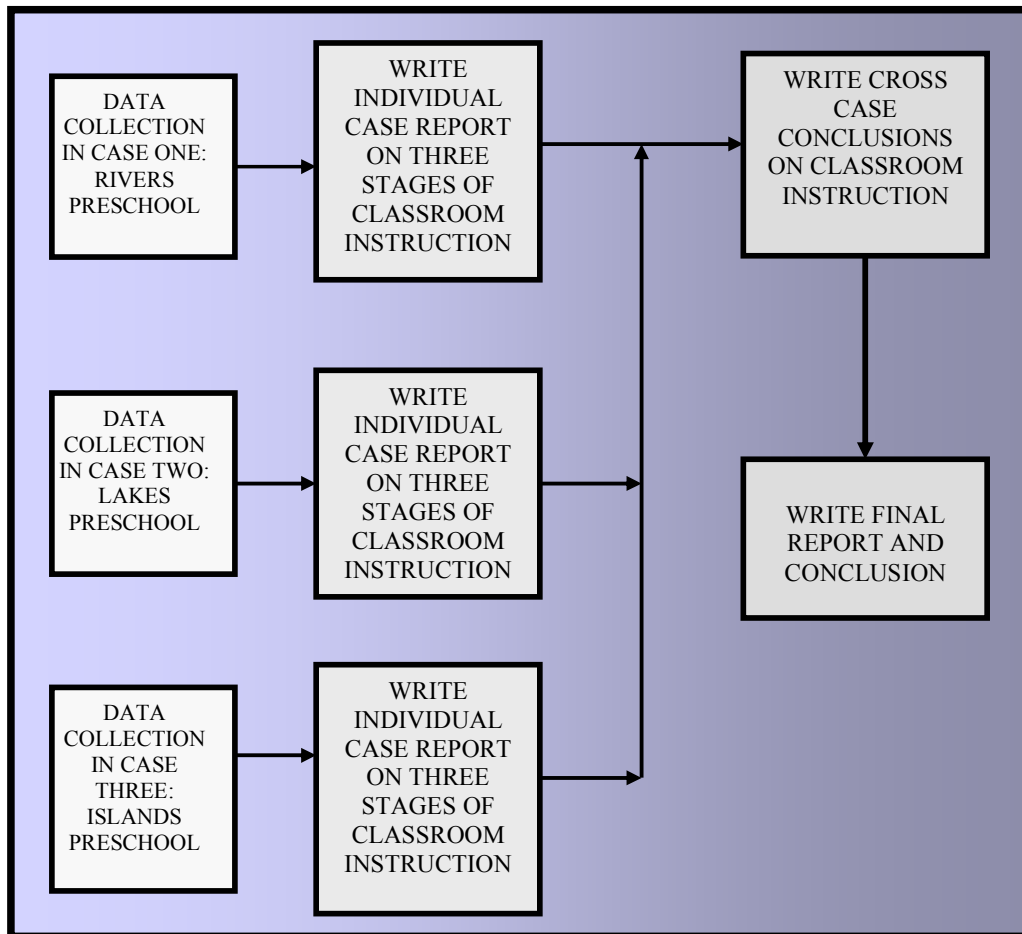 DATA
COLLECTION
IN CASE ONE:
RIVERS
PRESCHOOL
WRITE
INDIVIDUAL
CASE REPORT
ON THREE
STAGES OF
CLASSROOM
INSTRUCTION
WRITE CROSS
CASE
CONCLUSIONS
ON CLASSROOM
INSTRUCTION
DATA
COLLECTION
IN CASE TWO:
LAKES
PRESCHOOL
WRITE
INDIVIDUAL
CASE REPORT
ON THREE
STAGES OF
CLASSROOM
INSTRUCTION
WRITE FINAL
REPORT AND
CONCLUSION
DATA
COLLECTION
IN CASE
THREE:
ISLANDS
PRESCHOOL
WRITE
INDIVIDUAL
CASE REPORT
ON THREE
STAGES OF
CLASSROOM
INSTRUCTION